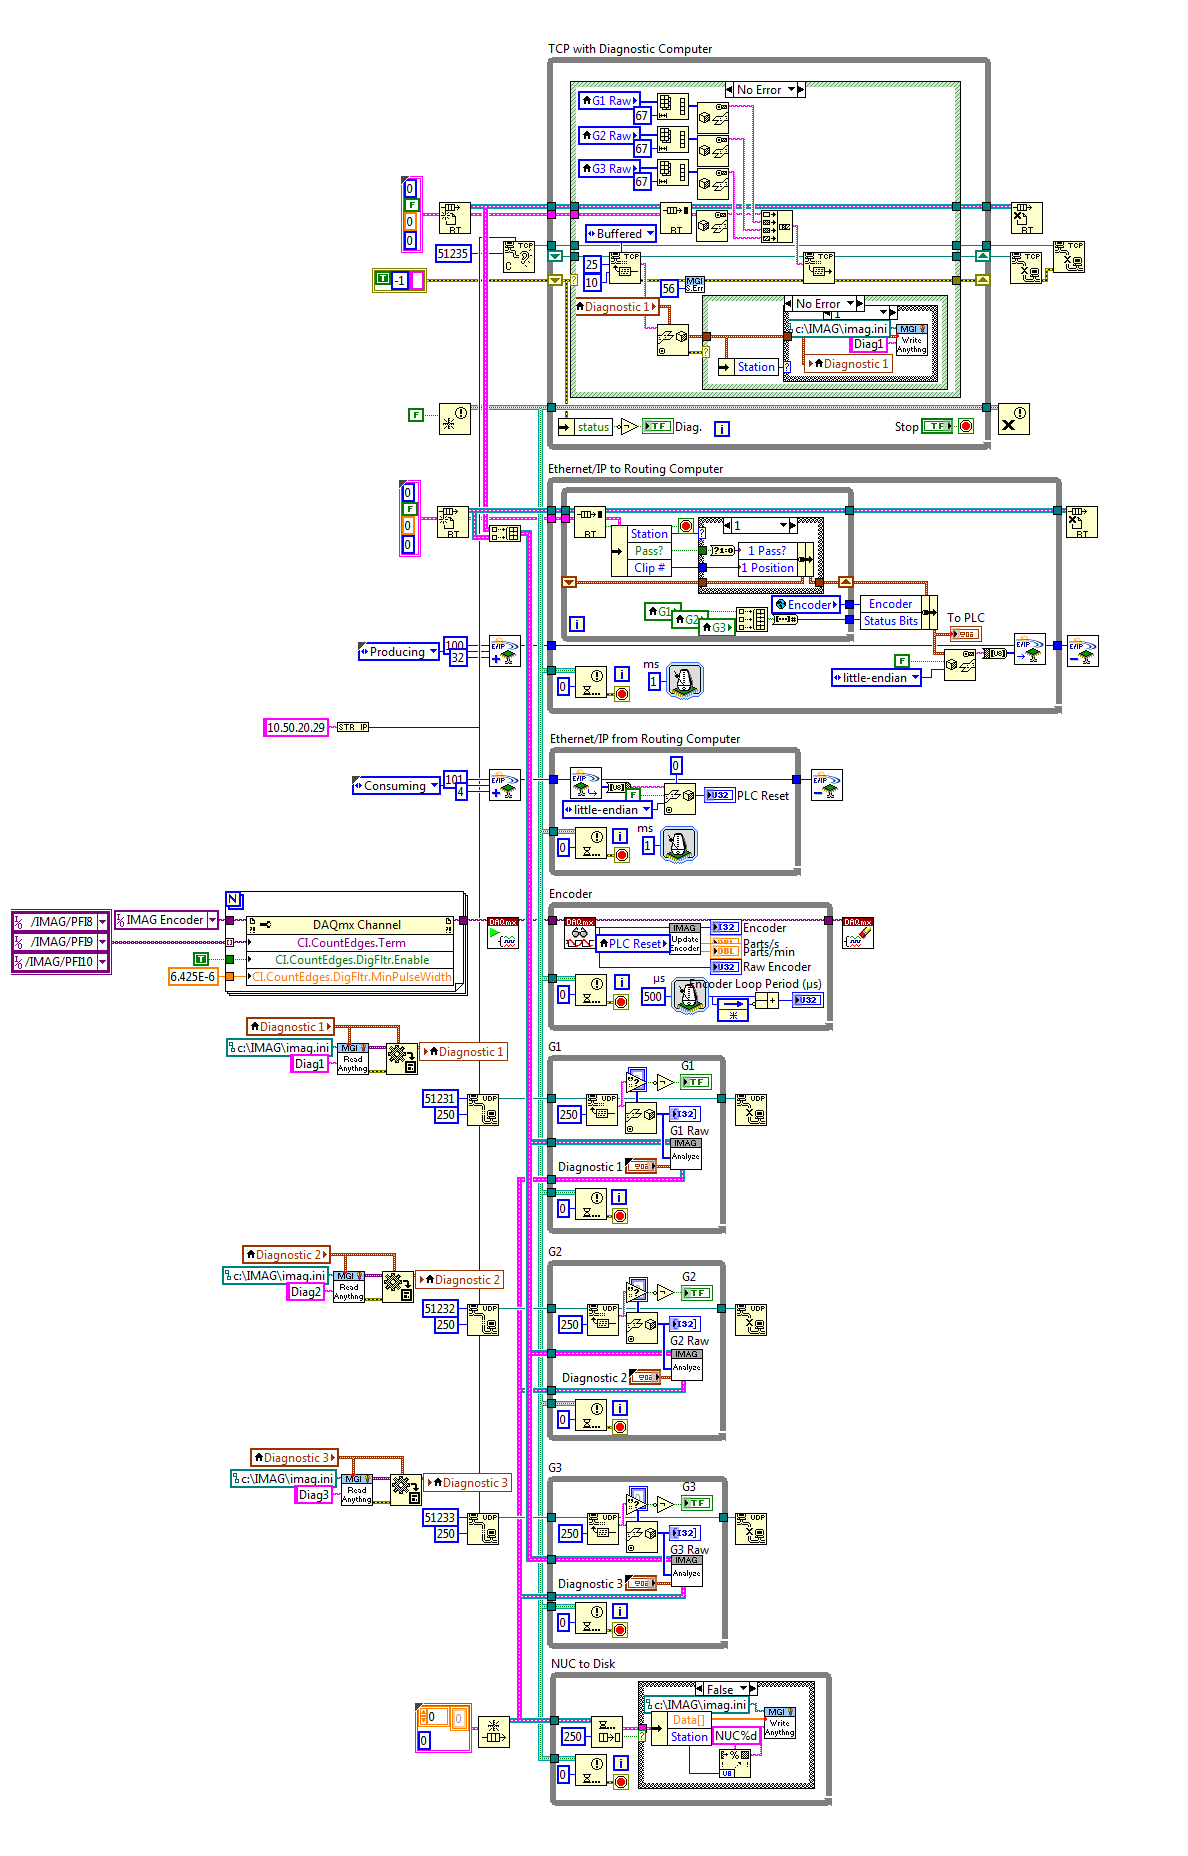 TCP with Diagnostic Computer
No Error
G1 Raw
67
G2 Raw
67
G3 Raw
67
0
F
0
0
RT
RT
RT
Buffered
51235
TCP
C
25
10
TCP
TCP
TCP
TCP
T
-1
56
MGI
S.Err
Diagnostic 1
No Error
1
c:\IMAG\imag.ini
MGI
Write
Anythng
Diag1
Diagnostic 1
Station
F
status
TF
Diag.
i
Stop
TF
Ethernet/IP to Routing Computer
0
F
0
0
RT
RT
RT
1
Station
Pass?
Clip #
?1:0
1 Pass?
1 Position
G1
G2
G3
Encoder
Encoder
Status Bits
To PLC
i
Producing
100
32
E/IP
E/IP
E/IP
F
[U8]
little-endian
0
i
ms
1
10.50.20.29
STR IP
Ethernet/IP from Routing Computer
Consuming
101
4
E/IP
E/IP
E/IP
[U8]
0
F
little-endian
U32
PLC Reset
0
i
ms
1
Encoder
/IMAG/PFI8
/IMAG/PFI9
/IMAG/PFI10
IMAG Encoder
N
DAQmx Channel
CI.CountEdges.Term
T
CI.CountEdges.DigFltr.Enable
6.425E-6
CI.CountEdges.DigFltr.MinPulseWidth
DAQmx
DAQmx
DAQmx
PLC Reset
IMAG
Update
Encoder
I32
Encoder
DBL
Parts/s
DBL
Parts/min
U32
Raw Encoder
0
i
µs
500
Encoder Loop Period (µs)
U32
Diagnostic 1
c:\IMAG\imag.ini
MGI
Read
Anythng
Diag1
Diagnostic 1
G1
51231
250
UDP
250
UDP
G1
TF
I32
G1 Raw
IMAG
Analyze
UDP
Diagnostic 1
0
i
Diagnostic 2
c:\IMAG\imag.ini
MGI
Read
Anythng
Diag2
Diagnostic 2
G2
51232
250
UDP
250
UDP
G2
TF
I32
G2 Raw
IMAG
Analyze
UDP
Diagnostic 2
0
i
Diagnostic 3
c:\IMAG\imag.ini
MGI
Read
Anythng
Diag3
Diagnostic 3
G3
51233
250
UDP
250
UDP
G3
TF
I32
G3 Raw
IMAG
Analyze
UDP
Diagnostic 3
0
i
NUC to Disk
0
0
0
250
False
c:\IMAG\imag.ini
Data[]
Station
MGI
Write
Anythng
NUC%d
U8
0
i